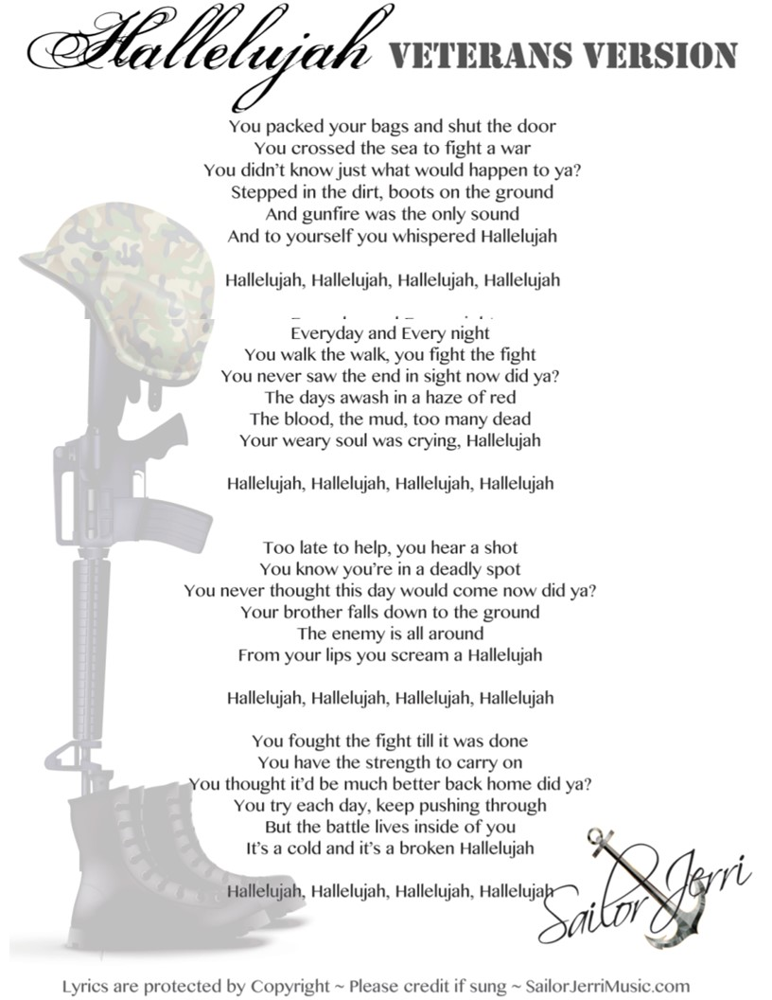 Hallelujah VETERANS VERSION
You packed your bags and shut the door
You crossed the sea to fight a war
You didn't know just what would happen to ya?
Stepped in the dirt, boots on the ground
And gunfire was the only sound
And to yourself you whispered Hallelujah
Hallelujah, Hallelujah, Hallelujah, Hallelujah
Everyday and Every night
You walk the walk, you fight the fight
You never saw the end in sight now did ya?
The days awash in a haze of red
The blood, the mud, too many dead
Your weary soul was crying, Hallelujah
Hallelujah, Hallelujah, Hallelujah, Hallelujah
Too late to help, you hear a shot
You know you're in a deadly spot
You never thought this day would come now did ya?
Your brother falls down to the ground
The enemy is all around
From your lips you scream a Hallelujah
Hallelujah, Hallelujah, Hallelujah, Hallelujah
You fought the fight till it was done
You have the strength to carry on
You thought it'd be much better back home did ya?
You try each day, keep pushing through
But the battle lives inside of you
It's a cold and it's a broken Hallelujah
Hallelujah, Hallelujah, Hallelujah, Hallelujah
Sailor Jerri
Lyrics are protected by Copyright ~ Please credit if sung ~ SailorJerriMusic.com